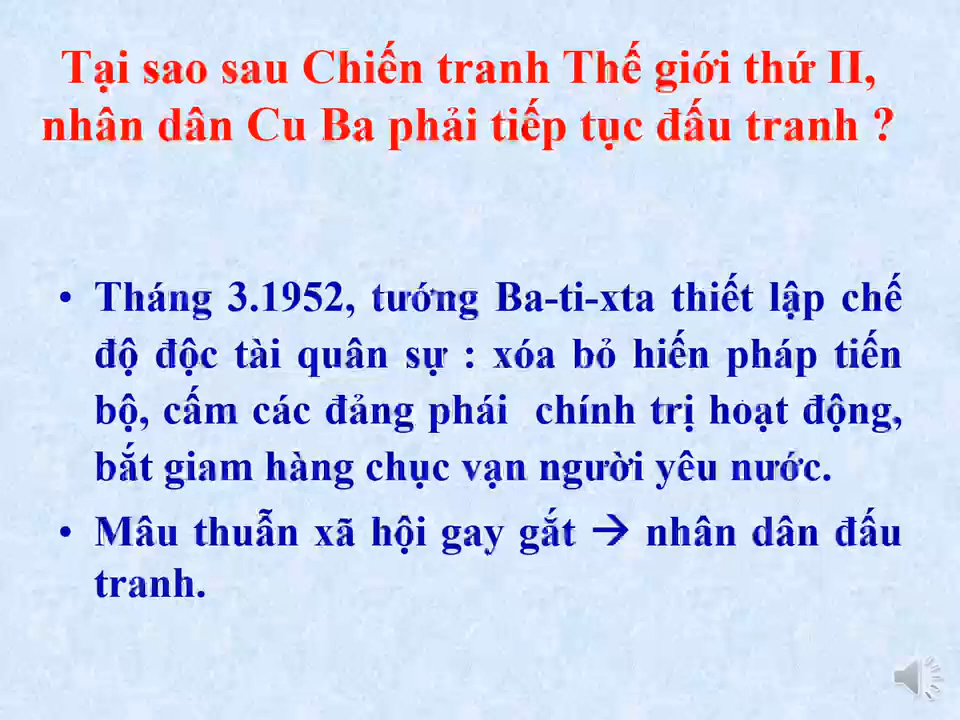 Tại sao sau Chiến tranh Thế giới thứ II,
nhân dân Cu Ba phải tiếp tục đấu tranh ?
• Tháng 3.1952, tướng Ba-ti-xta thiết lập chế
độ độc tài quân sự : xóa bỏ hiến pháp tiến
bộ, cấm các đảng phái chính trị hoạt động,
bắt giam hàng chục vạn người yêu nước.
• Mâu thuẫn xã hội gay gắt → nhân dân đấu
tranh.